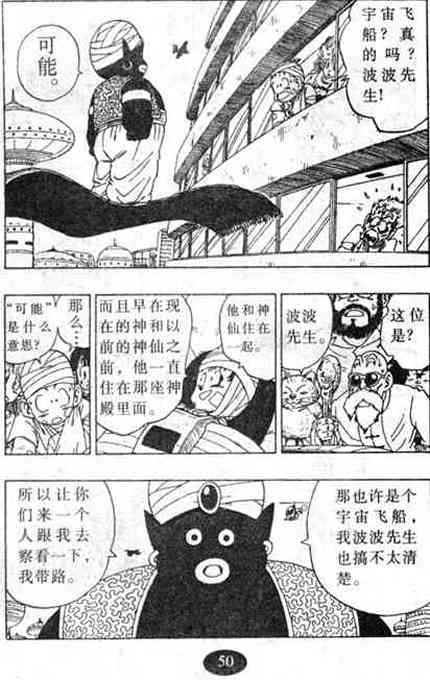 宇宙飞
船？真
的吗？
波波先
生！
可
能。
这位
是？
波波
先生。
他和神
仙住在
一起。
而且早在现
在的神和以
前的神仙之
前，他一直
住在那座神
殿里面。
那
么…
“可能”
是什么
意思？
那也许是个
宇宙飞船，
我波波先生
也搞不太清
楚。
所以让你
们来一个
人跟我去
察看一下，
我带路。
50